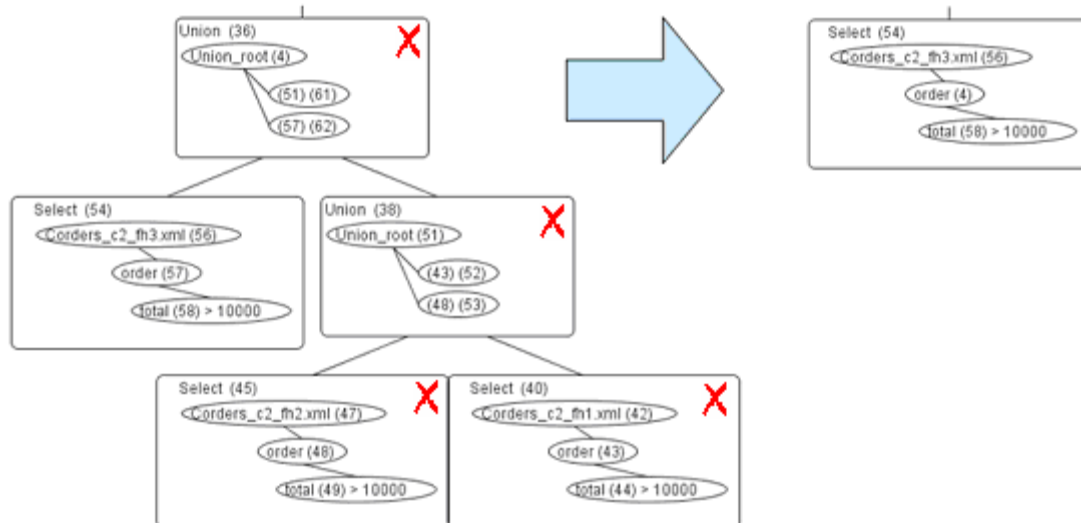 Union (36)
Union_root (4)
(51) (61)
(57) (62)
Select (54)
Corders_c2_fh3.xml (56)
order (4)
total (58) > 10000
Select (54)
Corders_c2_fh3.xml (56)
order (57)
total (58) > 10000
Union (38)
Union_root (51)
(43) (52)
(48) (53)
Select (45)
Corders_c2_fh2.xml (47)
order (48)
total (49) > 10000
Select (40)
Corders_c2_fh1.xml (42)
order (43)
total (44) > 10000